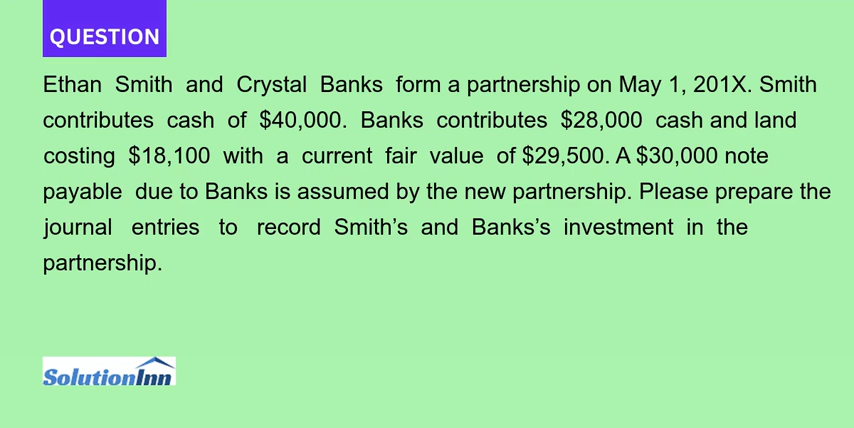 QUESTION
Ethan Smith and Crystal Banks form a partnership on May 1, 201X. Smith
contributes cash of $40,000. Banks contributes $28,000 cash and land
costing $18,100 with a current fair value of $29,500. A $30,000 note
payable due to Banks is assumed by the new partnership. Please prepare the
journal entries to record Smith's and Banks's investment in the
partnership.
SolutionInn